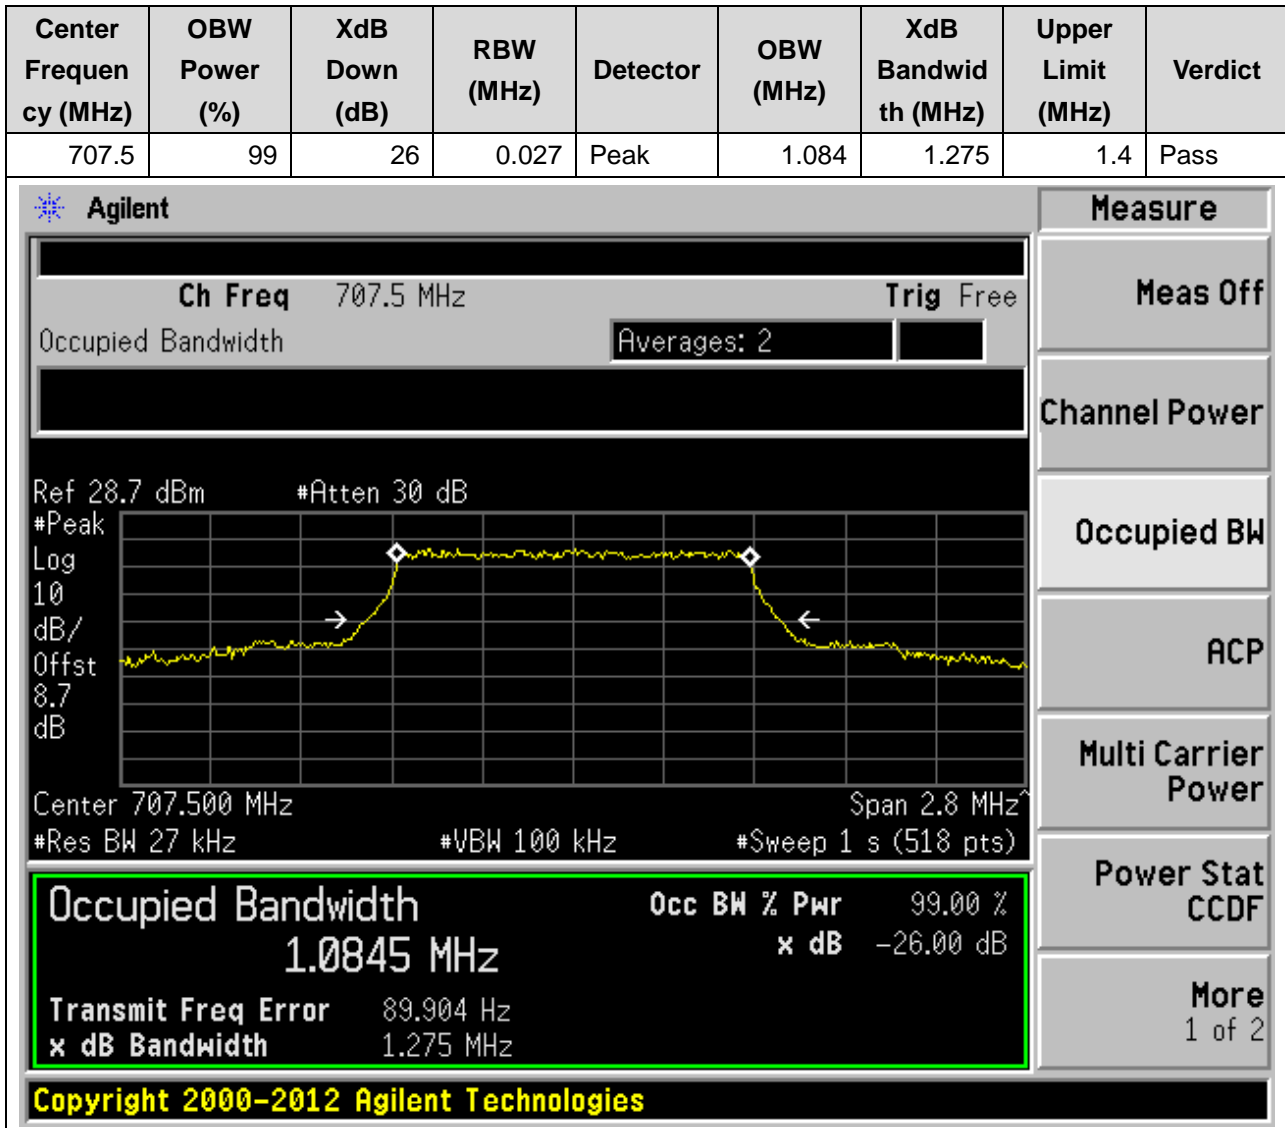 Center Frequen cy (MHz) OBW Power (%) XdB Down (dB) RBW (MHz) Detector OBW (MHz) XdB Bandwid th (MHz) Upper Limit (MHz) Verdict
707.5 99 26 0.027 Peak 1.084 1.275 1.4 Pass
Agilent
Measure
Ch Freq 707.5 MHz Trig Free
Occupied Bandwidth Averages: 2
Meas Off
Channel Power
Occupied BW
ACP
Multi Carrier
Power
Power Stat
CCDF
More
1 of 2
Ref 28.7 dBm #Atten 30 dB
#Peak
Log
10
dB/
Offst
8.7
dB
Center 707.500 MHz Span 2.8 MHz^
#Res BW 27 kHz #VBW 100 kHz #Sweep 1 s (518 pts)
Occupied Bandwidth Occ BW % Pwr 99.00 %
1.0845 MHz x dB -26.00 dB
Transmit Freq Error 89.904 Hz
x dB Bandwidth 1.275 MHz
Copyright 2000-2012 Agilent Technologies